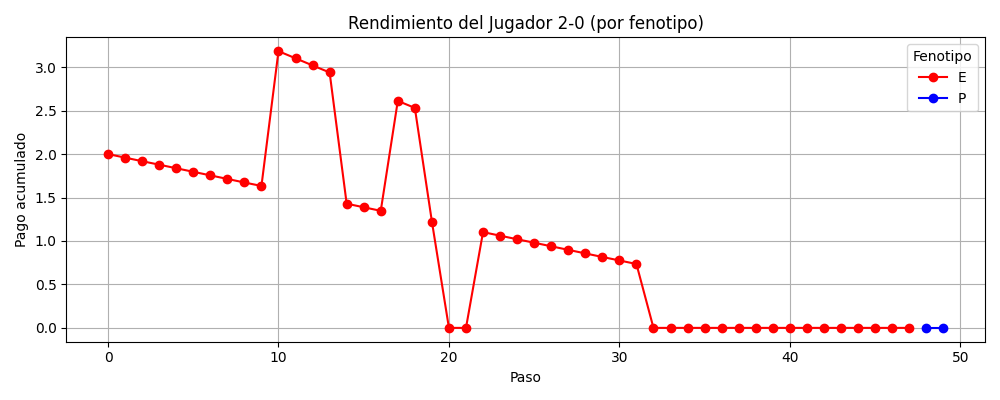 Rendimiento del Jugador 2-0 (por fenotipo)
Pago acumulado
3.0
2.5
2.0
1.5
1.0
0.5
0.0
Fenotipo
E
P
0 10 20 30 40 50
Paso